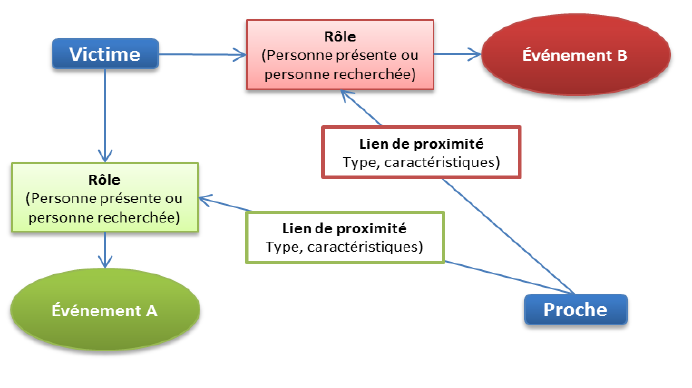 Victime
Rôle
(Personne présente ou
personne recherchée)
Événement B
Lien de proximité
Type, caractéristiques)
Rôle
(Personne présente ou
personne recherchée)
Lien de proximité
Type, caractéristiques)
Événement A
Proche